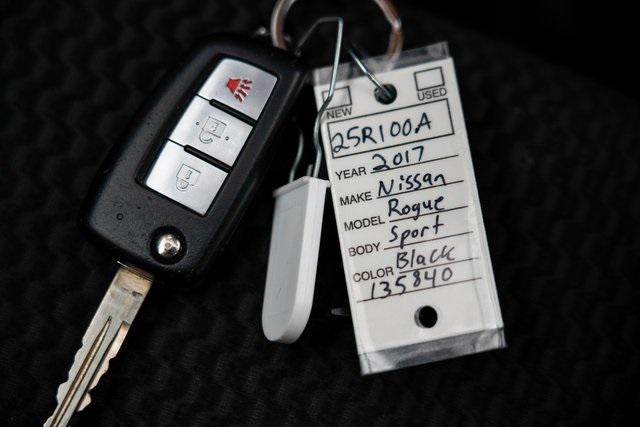 NEW USED
25R100A
YEAR 2017
MAKE Nissan
MODEL Rogue
BODY Sport
COLOR Black
135840